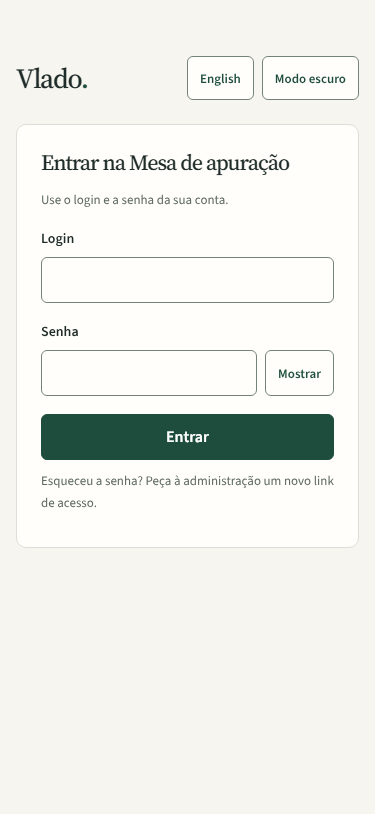 Vlado.
English
Modo escuro
Entrar na Mesa de apuração
Use o login e a senha da sua conta.
Login
Senha
Mostrar
Entrar
Esqueceu a senha? Peça à administração um novo link
de acesso.